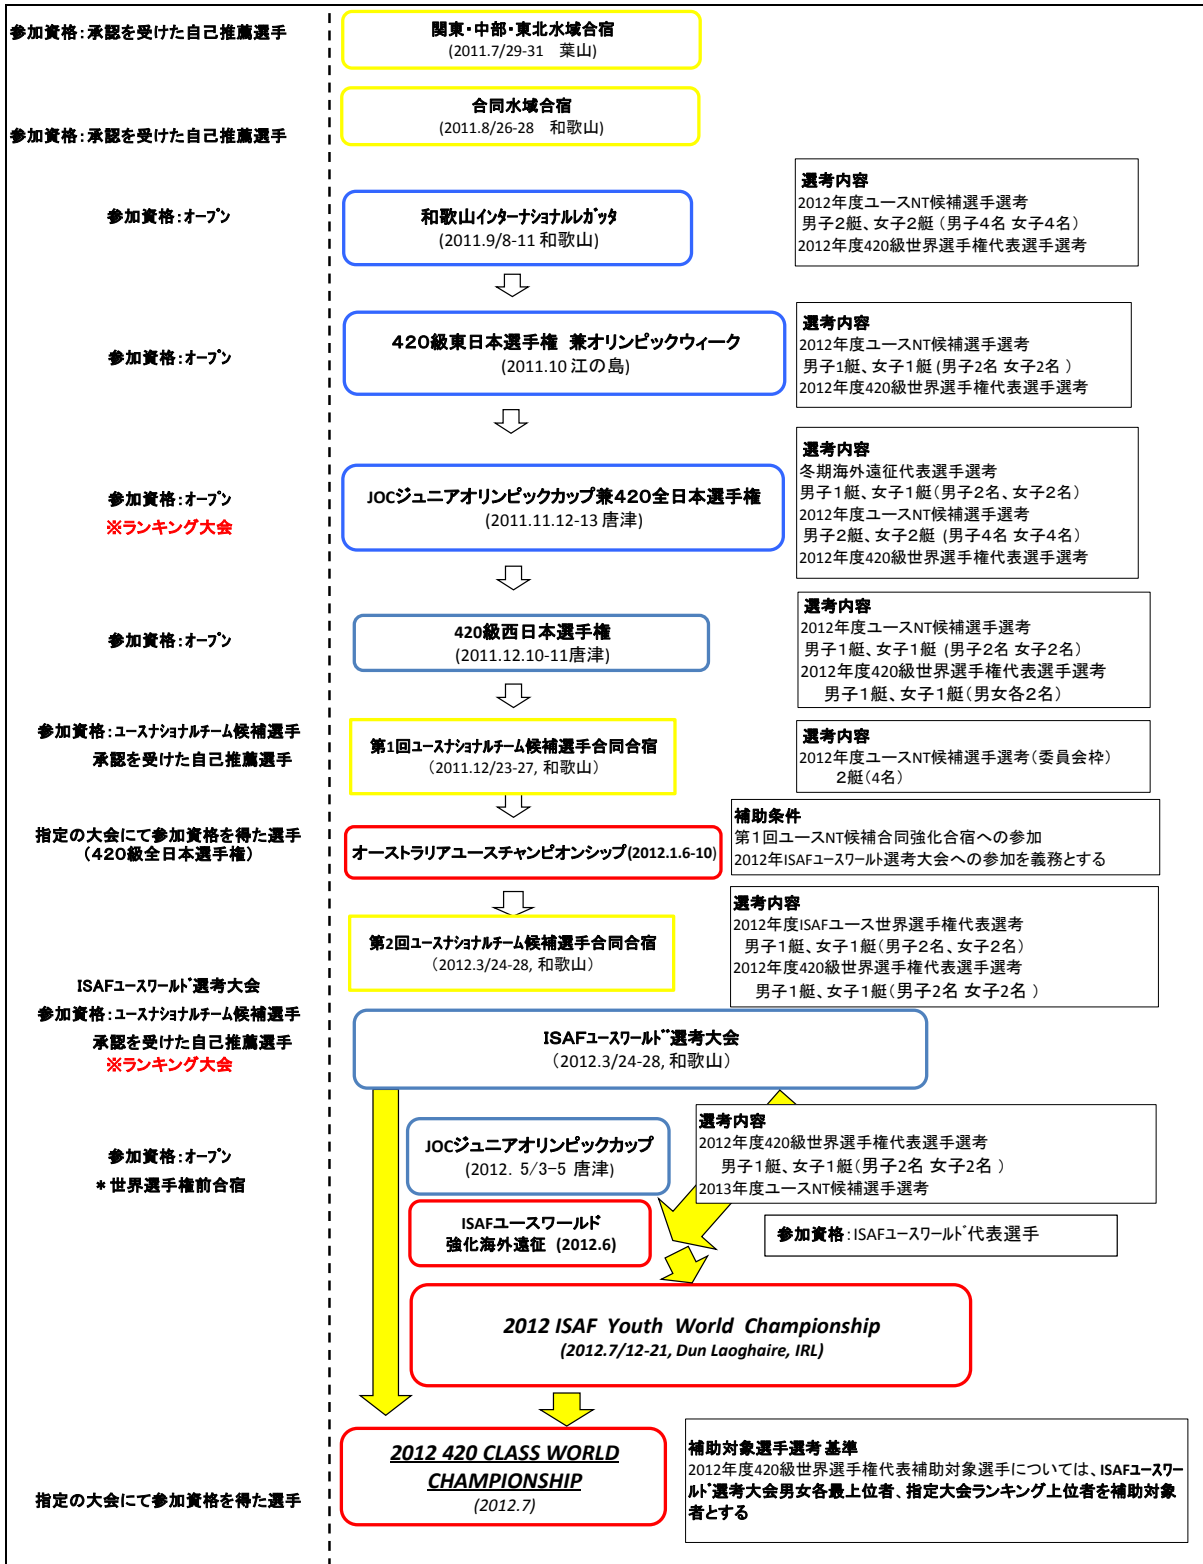 参加資格：承認を受けた自己推薦選手
関東・中部・東北水域合宿
(2011.7/29-31　葉山)
合同水域合宿
(2011.8/26-28　和歌山)
参加資格：承認を受けた自己推薦選手
参加資格：オープン
和歌山インターナショナルレガッタ
(2011.9/8-11 和歌山)
選考内容
2012年度ユースNT候補選手選考
男子２艇、女子２艇（男子4名 女子4名）
2012年度420級世界選手権代表選手選考
参加資格：オープン
４２０級東日本選手権 兼オリンピックウィーク
(2011.10 江の島)
選考内容
2012年度ユースNT候補選手選考
男子1艇、女子１艇 (男子2名 女子2名 ）
2012年度420級世界選手権代表選手選考
参加資格：オープン
※ランキング大会
JOCジュニアオリンピックカップ兼４２０全日本選手権
(2011.11.12-13 唐津)
選考内容
冬期海外遠征代表選手選考
男子１艇、女子１艇（男子2名、女子2名）
2012年度ユースNT候補選手選考
男子２艇、女子２艇 (男子4名 女子4名）
2012年度420級世界選手権代表選手選考
参加資格：オープン
420級西日本選手権
(2011.12.10-11唐津)
選考内容
2012年度ユースNT候補選手選考
男子１艇、女子１艇 (男子2名 女子2名）
2012年度420級世界選手権代表選手選考
男子１艇、女子１艇（男女各２名）
参加資格：ユースナショナルチーム候補選手
承認を受けた自己推薦選手
第１回ユースナショナルチーム候補選手合同合宿
（2011.12/23-27, 和歌山）
選考内容
2012年度ユースNT候補選手選考（委員会枠）
２艇（4名）
指定の大会にて参加資格を得た選手
（４２０級全日本選手権）
オーストラリアユースチャンピオンシップ(2012.1.6-10)
補助条件
第１回ユースNT候補合同強化合宿への参加
2012年ISAFユースワールド選考大会への参加を義務とする
第２回ユースナショナルチーム候補選手合同合宿
（2012.3/24-28, 和歌山）
選考内容
2012年度ISAFユース世界選手権代表選考
男子１艇、女子１艇（男子2名、女子2名）
2012年度420級世界選手権代表選手選考
男子１艇、女子１艇（男子2名 女子2名 ）
ISAFユースワールド選考大会
参加資格：ユースナショナルチーム候補選手
承認を受けた自己推薦選手
※ランキング大会
ISAFユースワールド選考大会
（2012.3/24-28, 和歌山）
参加資格：オープン
＊世界選手権前合宿
JOCジュニアオリンピックカップ
(2012. 5/3-5 唐津)
選考内容
2012年度420級世界選手権代表選手選考
男子１艇、女子１艇（男子2名 女子2名 ）
2013年度ユースNT候補選手選考
ISAFユースワールド
強化海外遠征 (2012.6)
参加資格：ISAFユースワールド代表選手
2012 ISAF Youth World Championship
(2012.7/12-21, Dun Laoghaire, IRL)
2012 420 CLASS WORLD
CHAMPIONSHIP
(2012.7)
指定の大会にて参加資格を得た選手
補助対象選手選考基準
2012年度420級世界選手権代表補助対象選手については、ISAFユースワー
ルド選考大会男女各最上位者、指定大会ランキング上位者を補助対象
者とする